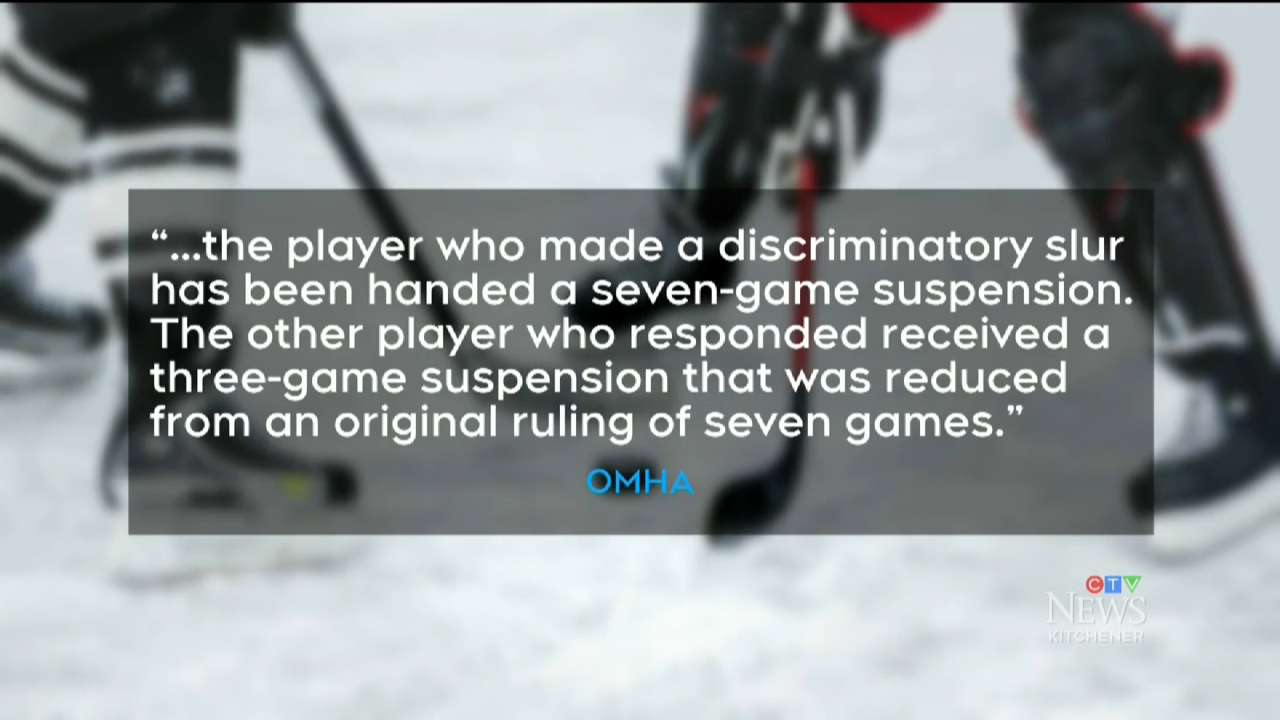 “...the player who made a discriminatory slur
has been handed a seven-game suspension.
The other player who responded received a
three-game suspension that was reduced
from an original ruling of seven games.”
OMHA
CTV
NEWS
KITCHENER